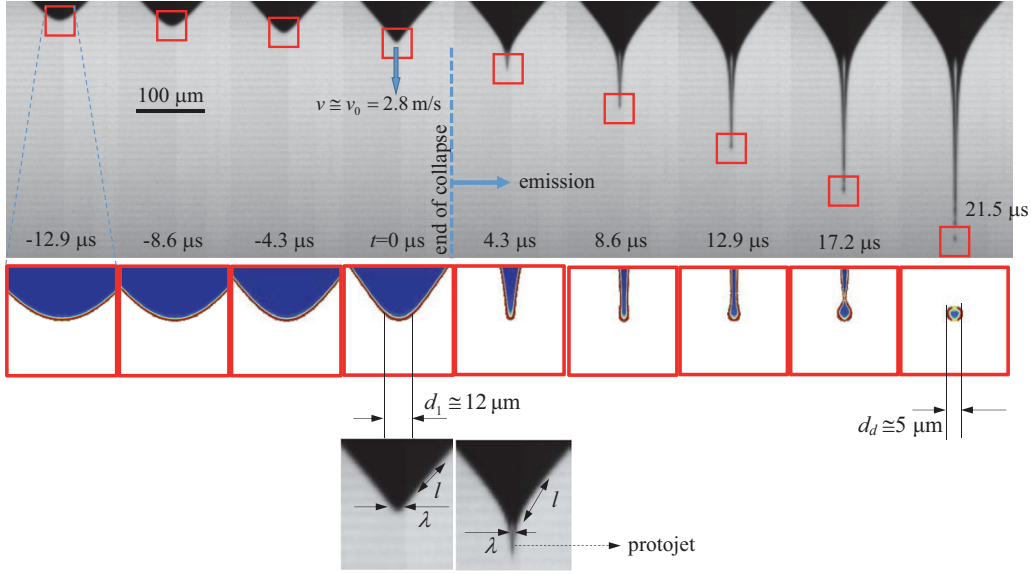 100 μm
v ≅ v₀ = 2.8 m/s
end of collapse
emission
21.5 μs
-12.9 μs
-8.6 μs
-4.3 μs
t=0 μs
4.3 μs
8.6 μs
12.9 μs
17.2 μs
d₁ ≅ 12 μm
d_d ≅ 5 μm
l
λ
l
λ
protojet